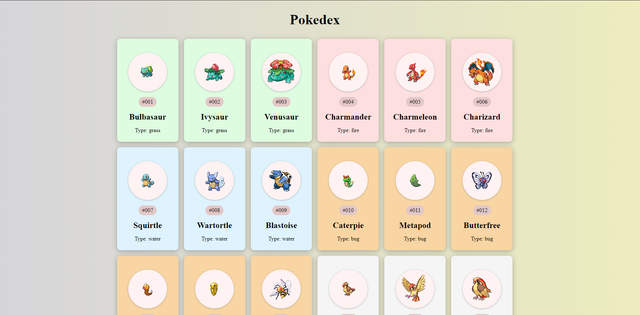 Pokedex
#001 #002 #003 #004 #005 #006
Bulbasaur Ivysaur Venusaur Charmander Charmeleon Charizard
Type: grass Type: grass Type: grass Type: fire Type: fire Type: fire
#007 #008 #009 #010 #011 #012
Squirtle Wartortle Blastoise Caterpie Metapod Butterfree
Type: water Type: water Type: water Type: bug Type: bug Type: bug